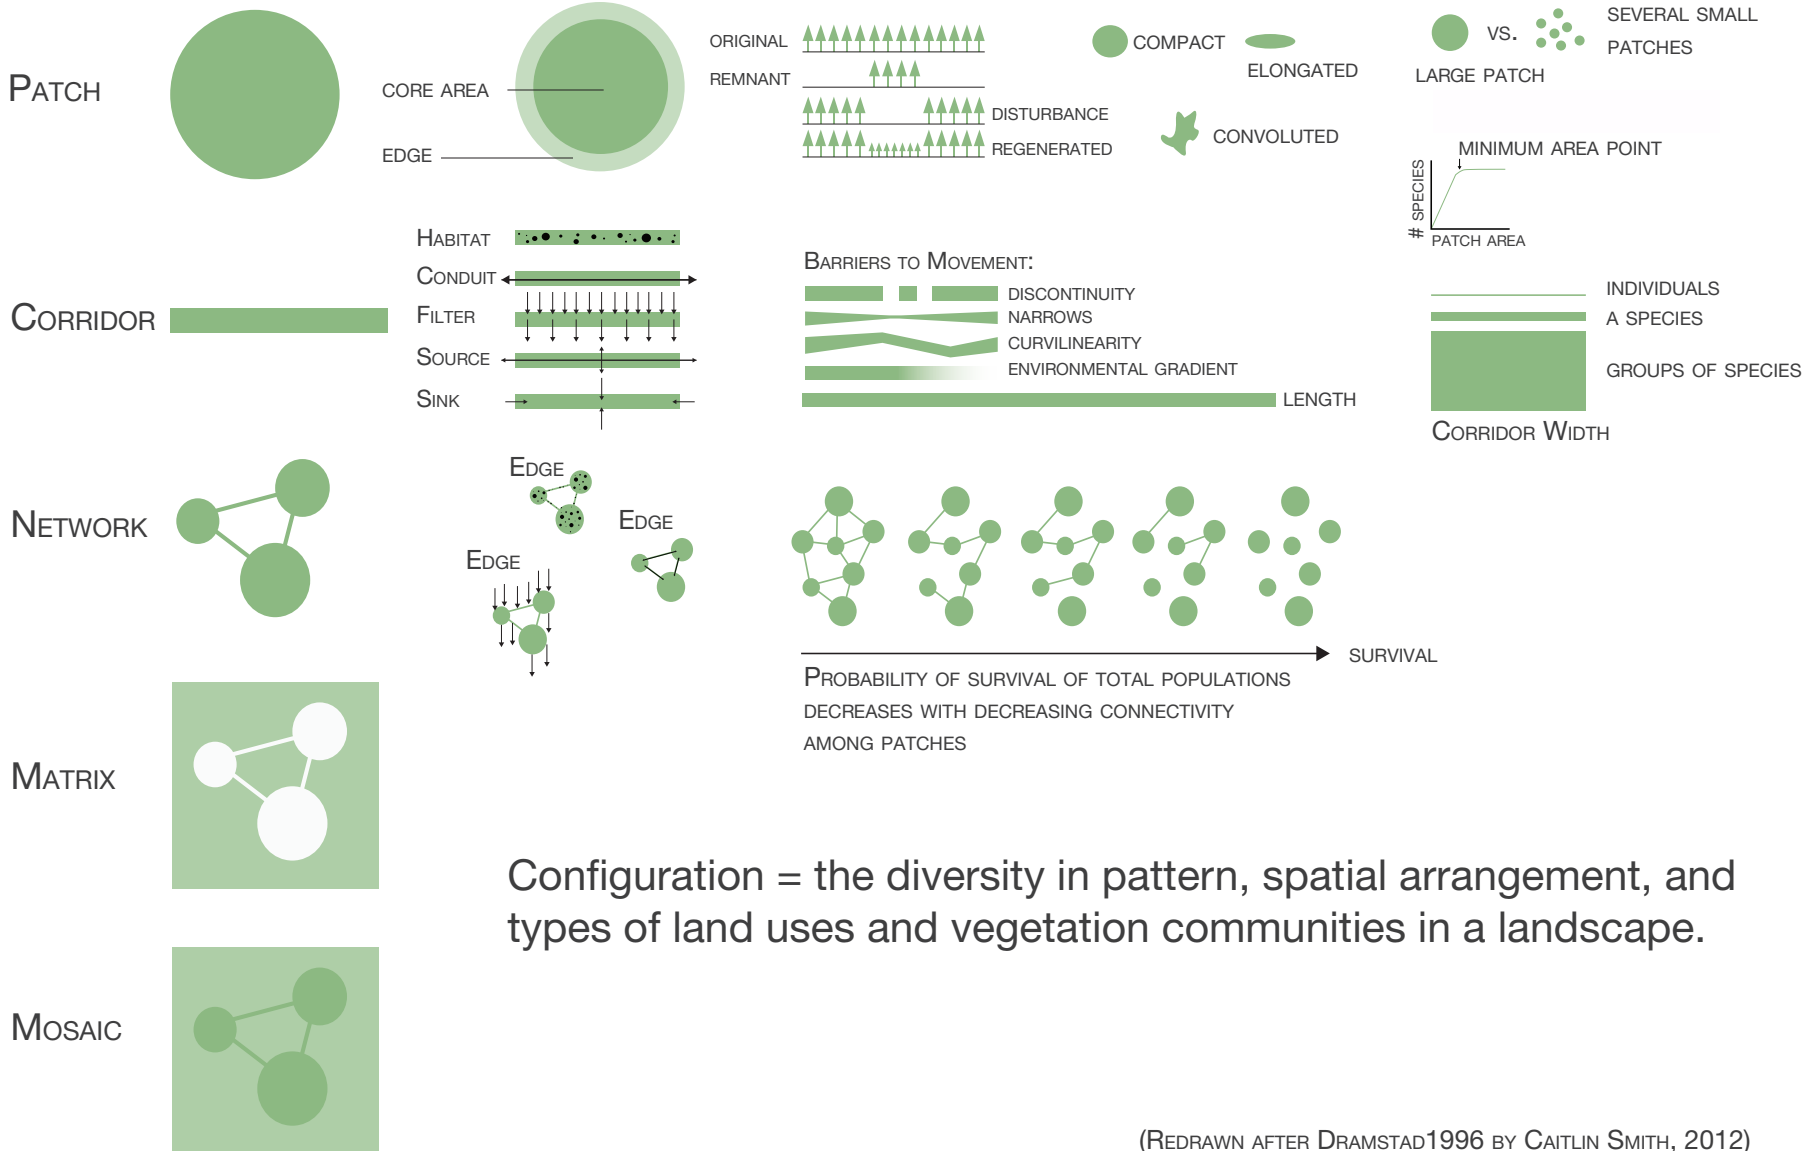 Patch
CORE AREA
EDGE
ORIGINAL
REMNANT
DISTURBANCE
REGENERATED
COMPACT
ELONGATED
CONVOLUTED
VS.
SEVERAL SMALL
PATCHES
LARGE PATCH
MINIMUM AREA POINT
# SPECIES
PATCH AREA
Corridor
Habitat
Conduit
Filter
Source
Sink
Barriers to Movement:
DISCONTINUITY
NARROWS
CURVILINEARITY
ENVIRONMENTAL GRADIENT
LENGTH
INDIVIDUALS
A SPECIES
GROUPS OF SPECIES
Corridor Width
Network
Edge
Edge
Edge
SURVIVAL
Probability of survival of total populations
decreases with decreasing connectivity
among patches
Matrix
Configuration = the diversity in pattern, spatial arrangement, and
types of land uses and vegetation communities in a landscape.
Mosaic
(Redrawn after Dramstad1996 by Caitlin Smith, 2012)